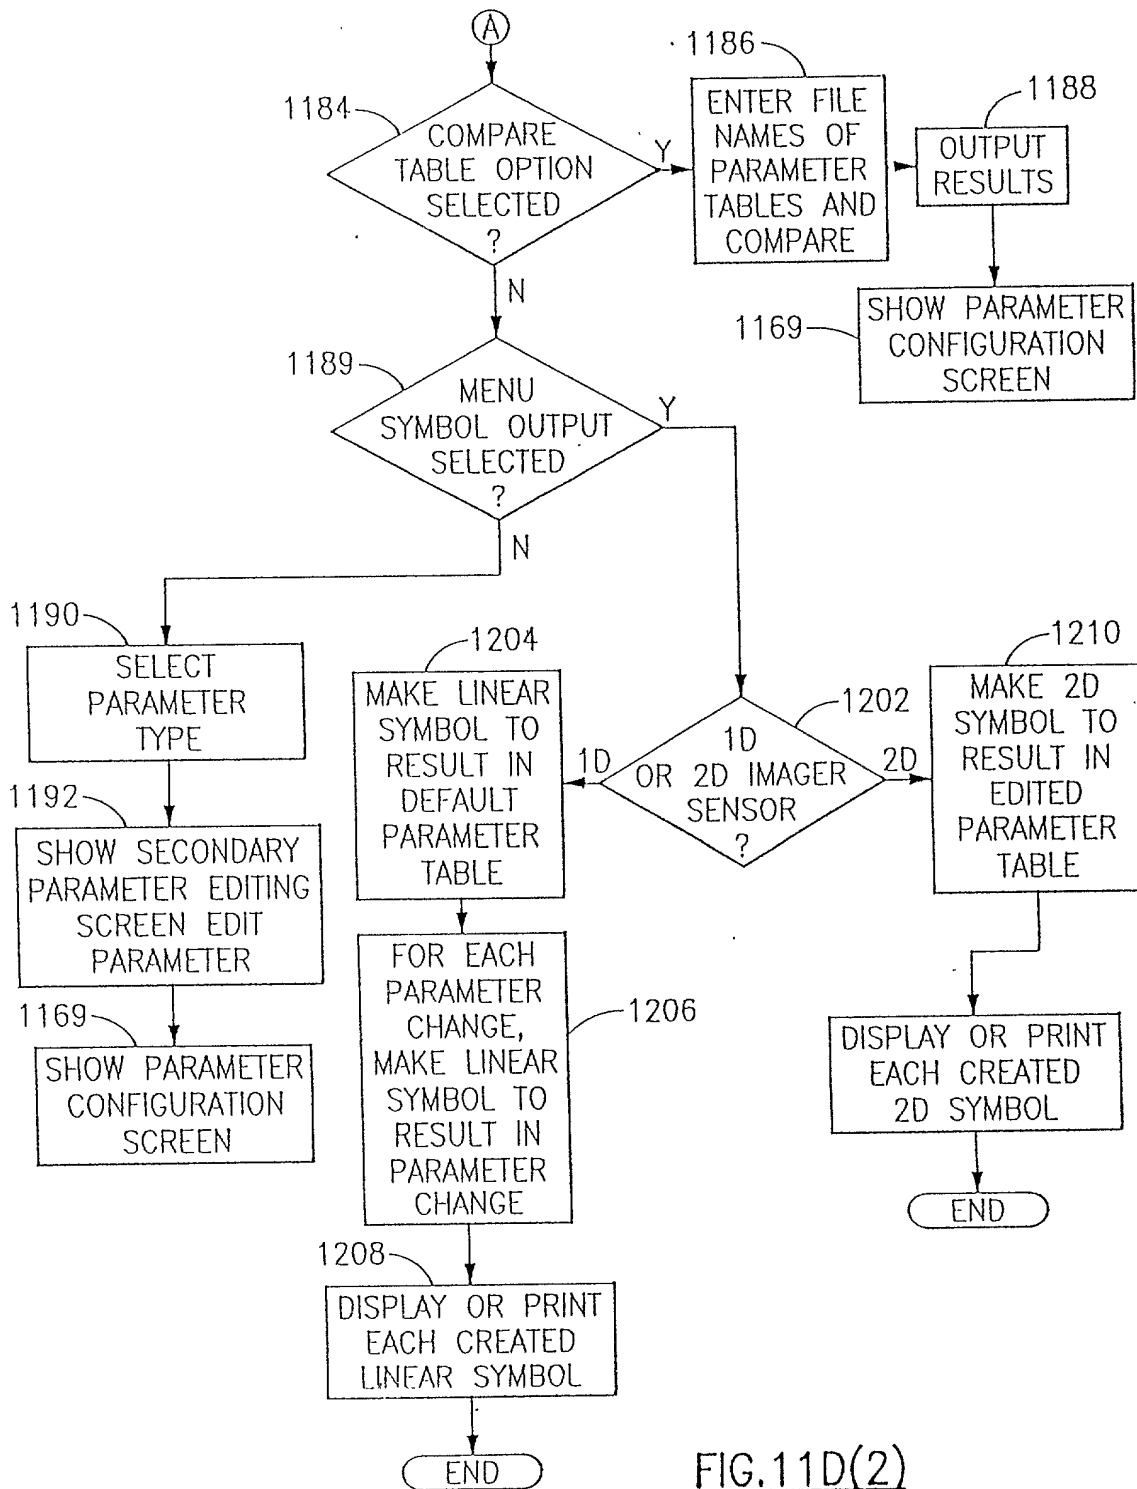 A
1184
COMPARE
TABLE OPTION
SELECTED
?
Y
N
1186
ENTER FILE
NAMES OF
PARAMETER
TABLES AND
COMPARE
1188
OUTPUT
RESULTS
1169
SHOW PARAMETER
CONFIGURATION
SCREEN
1189
MENU
SYMBOL OUTPUT
SELECTED
?
Y
N
1190
SELECT
PARAMETER
TYPE
1192
SHOW SECONDARY
PARAMETER EDITING
SCREEN EDIT
PARAMETER
1169
SHOW PARAMETER
CONFIGURATION
SCREEN
1202
1D
OR 2D IMAGER
SENSOR
?
1D
2D
1204
MAKE LINEAR
SYMBOL TO
RESULT IN
DEFAULT
PARAMETER
TABLE
1206
FOR EACH
PARAMETER
CHANGE,
MAKE LINEAR
SYMBOL TO
RESULT IN
PARAMETER
CHANGE
1208
DISPLAY OR PRINT
EACH CREATED
LINEAR SYMBOL
END
1210
MAKE 2D
SYMBOL TO
RESULT IN
EDITED
PARAMETER
TABLE
DISPLAY OR PRINT
EACH CREATED
2D SYMBOL
END
FIG.11D(2)